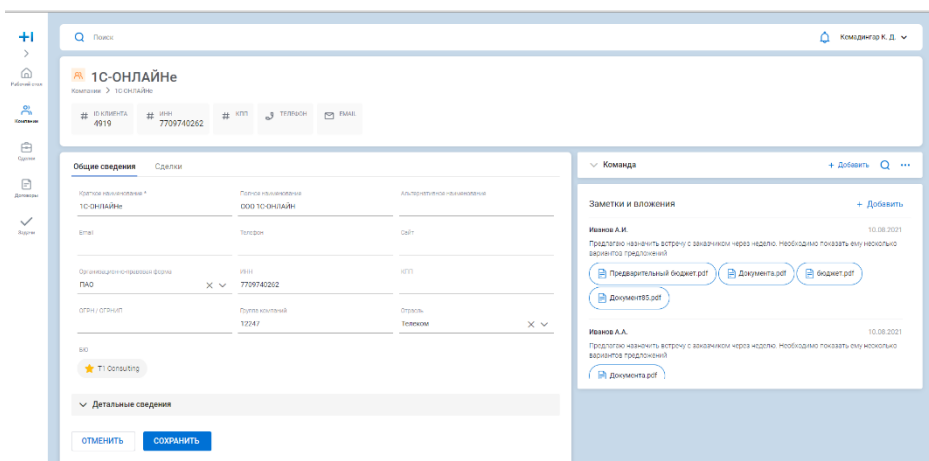 Поиск
Кемадингар К. Д.
Рабочий стол
Компании
Сделки
Договоры
Задачи
1С-ОНЛАЙНе
Компании > 1С-ОНЛАЙНе
# ID КЛИЕНТА
4919
# ИНН
7709740262
# КПП
ТЕЛЕФОН
EMAIL
Общие сведения
Сделки
Краткое наименование *
1С-ОНЛАЙНе
Полное наименование
ООО 1С-ОНЛАЙН
Альтернативное наименование
Email
Телефон
Сайт
Организационно-правовая форма
ПАО
ИНН
7709740262
КПП
ОГРН / ОГРНИП
Группа компаний
12247
Отрасль
Телеком
БЮ
T1 Consulting
Детальные сведения
ОТМЕНИТЬ
СОХРАНИТЬ
Команда
+ Добавить
Заметки и вложения
+ Добавить
Иванов А.И.
10.08.2021
Предлагаю назначить встречу с заказчиком через неделю. Необходимо показать ему несколько
вариантов предложений
Предварительный бюджет.pdf
Документа.pdf
бюджет.pdf
Документ85.pdf
Иванов А.А.
10.08.2021
Предлагаю назначить встречу с заказчиком через неделю. Необходимо показать ему несколько
вариантов предложений
Документа.pdf